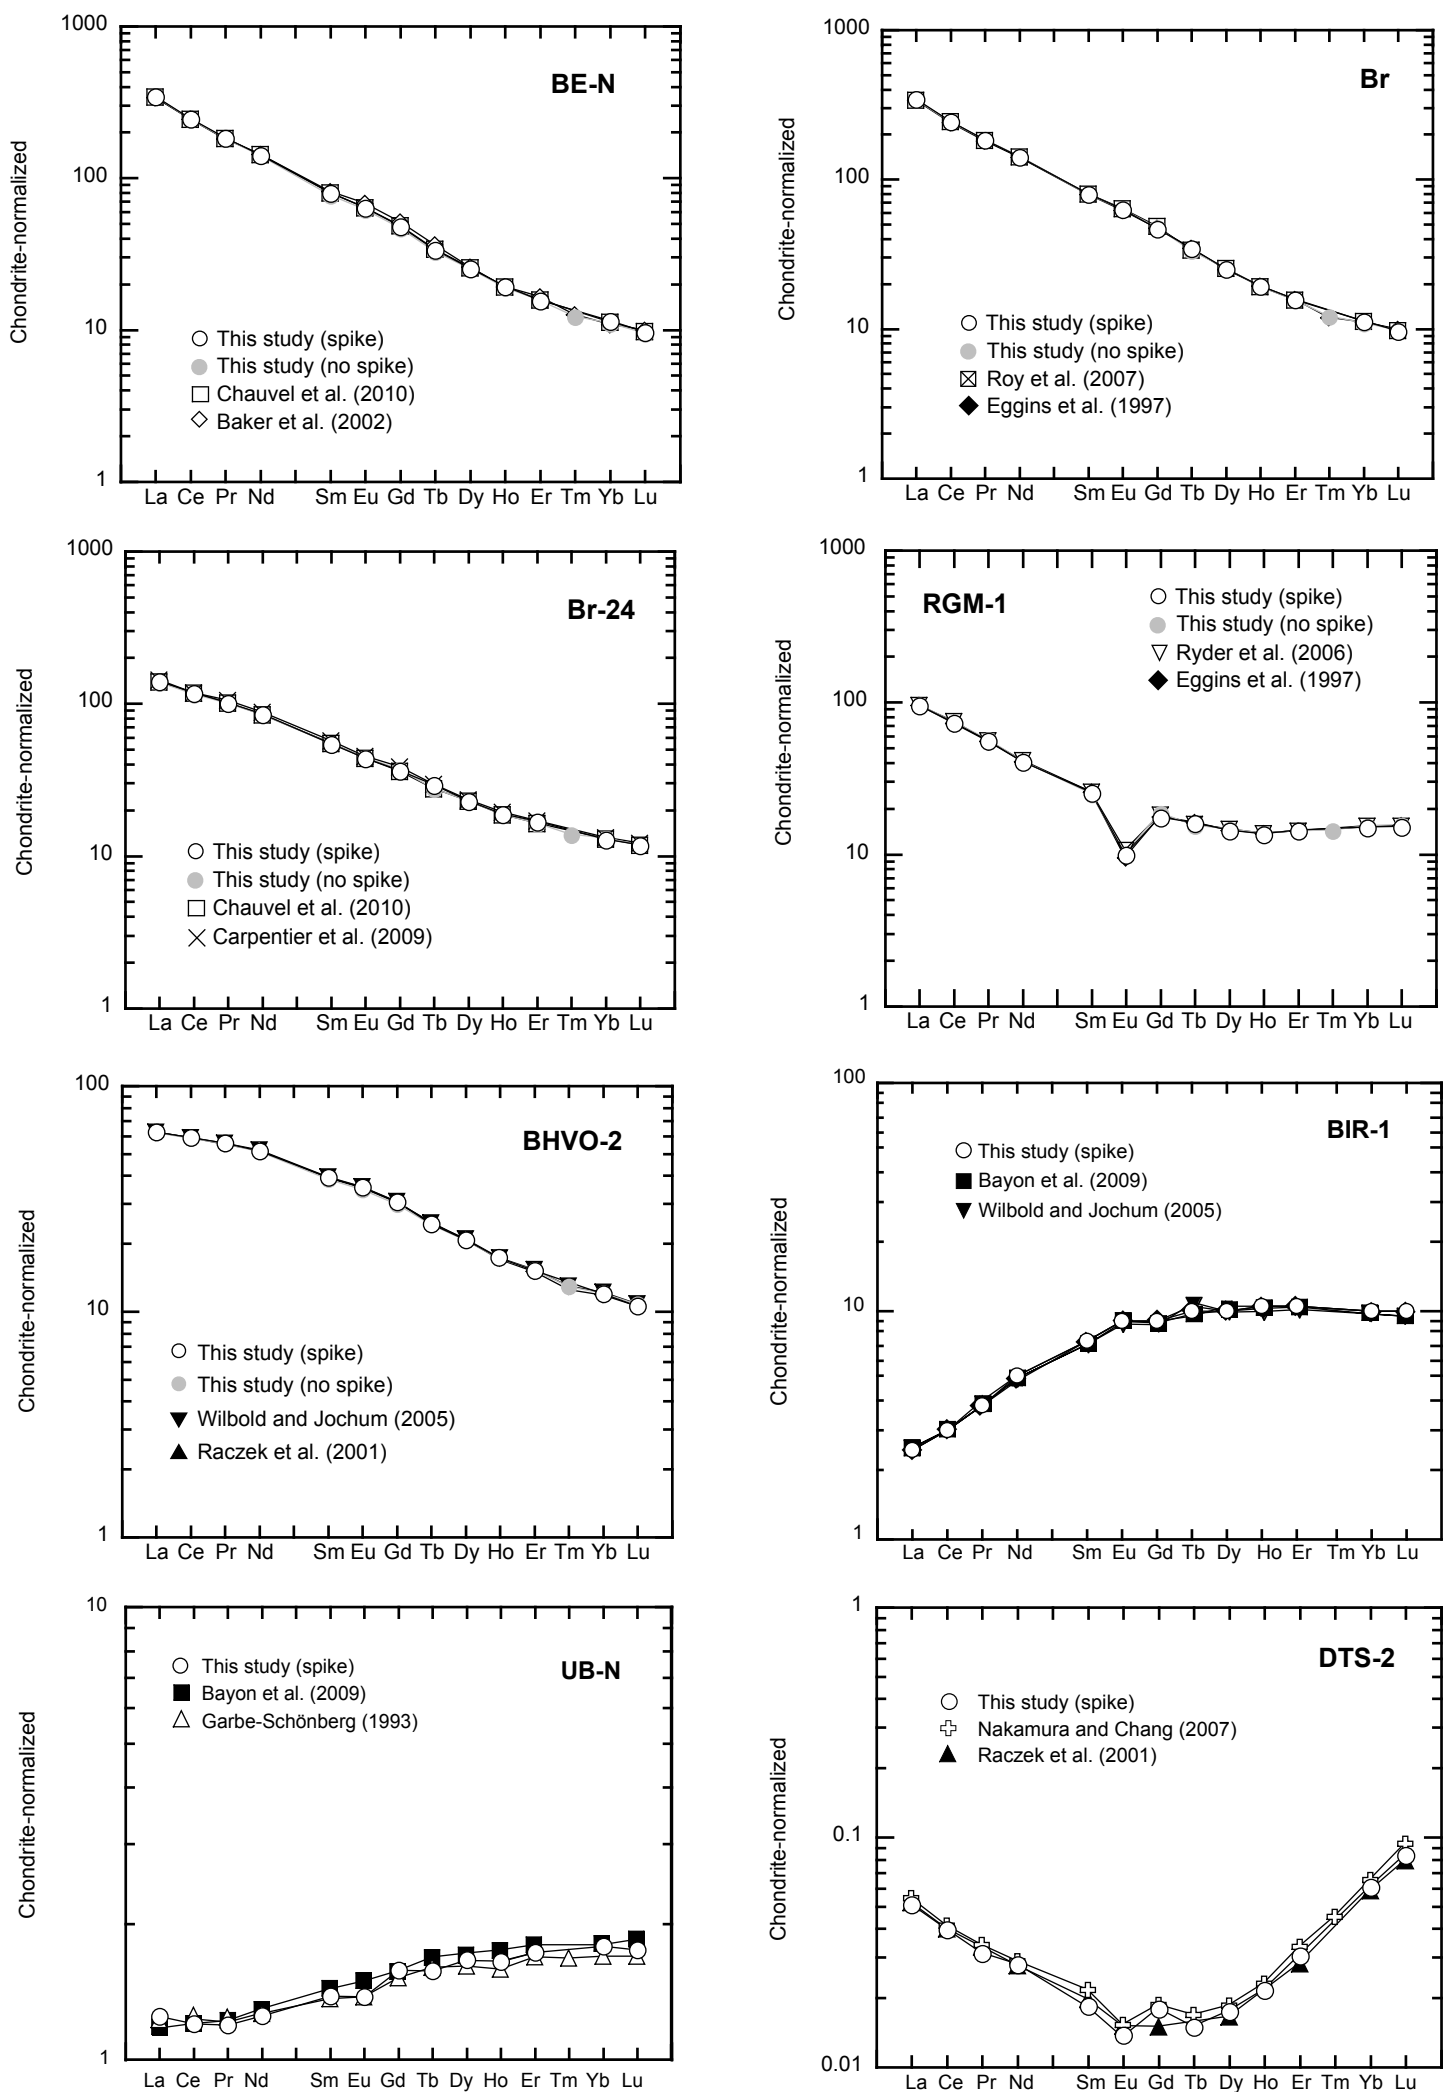 BE-N
1000
100
10
1
Chondrite-normalized
This study (spike)
This study (no spike)
Chauvel et al. (2010)
Baker et al. (2002)
La Ce Pr Nd Sm Eu Gd Tb Dy Ho Er Tm Yb Lu
Br
1000
100
10
1
Chondrite-normalized
This study (spike)
This study (no spike)
Roy et al. (2007)
Eggins et al. (1997)
La Ce Pr Nd Sm Eu Gd Tb Dy Ho Er Tm Yb Lu
Br-24
1000
100
10
1
Chondrite-normalized
This study (spike)
This study (no spike)
Chauvel et al. (2010)
Carpentier et al. (2009)
La Ce Pr Nd Sm Eu Gd Tb Dy Ho Er Tm Yb Lu
RGM-1
1000
100
10
1
Chondrite-normalized
This study (spike)
This study (no spike)
Ryder et al. (2006)
Eggins et al. (1997)
La Ce Pr Nd Sm Eu Gd Tb Dy Ho Er Tm Yb Lu
BHVO-2
100
10
1
Chondrite-normalized
This study (spike)
This study (no spike)
Wilbold and Jochum (2005)
Raczek et al. (2001)
La Ce Pr Nd Sm Eu Gd Tb Dy Ho Er Tm Yb Lu
BIR-1
100
10
1
Chondrite-normalized
This study (spike)
Bayon et al. (2009)
Wilbold and Jochum (2005)
La Ce Pr Nd Sm Eu Gd Tb Dy Ho Er Tm Yb Lu
UB-N
10
1
Chondrite-normalized
This study (spike)
Bayon et al. (2009)
Garbe-Schönberg (1993)
La Ce Pr Nd Sm Eu Gd Tb Dy Ho Er Tm Yb Lu
DTS-2
1
0.1
0.01
Chondrite-normalized
This study (spike)
Nakamura and Chang (2007)
Raczek et al. (2001)
La Ce Pr Nd Sm Eu Gd Tb Dy Ho Er Tm Yb Lu